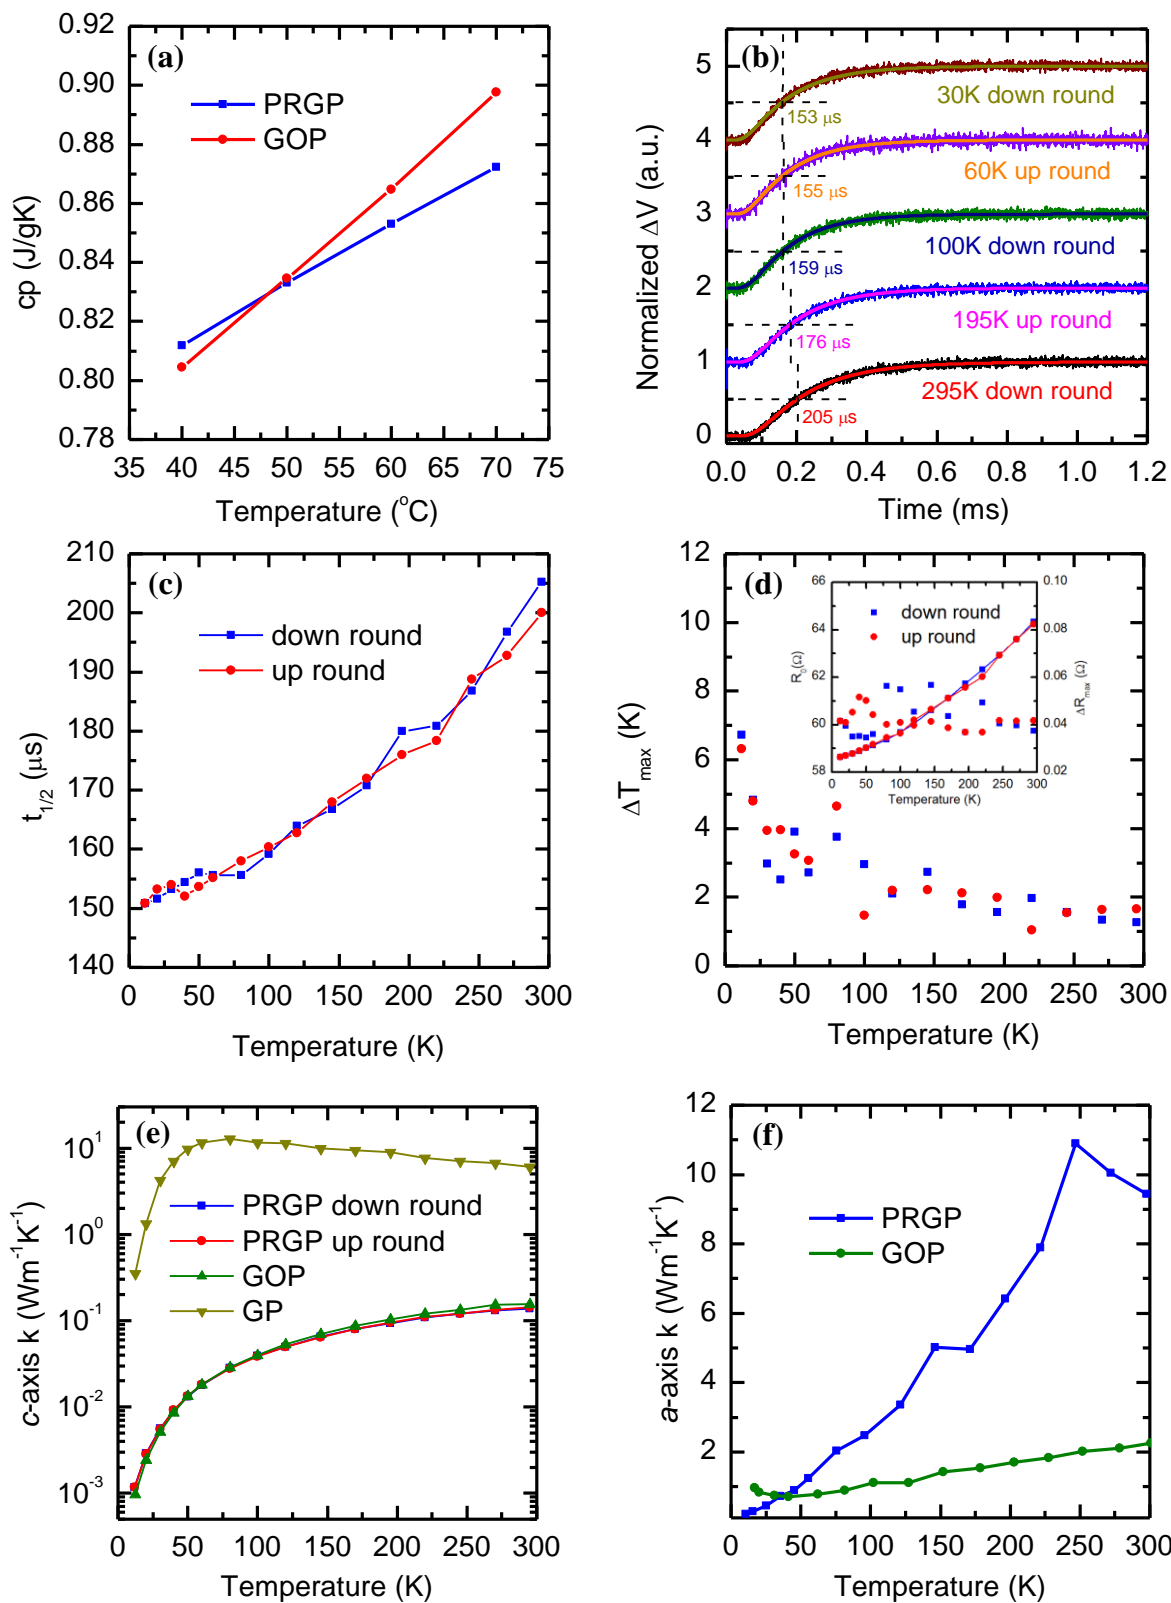 (a)
0.92
0.90
0.88
0.86
0.84
0.82
0.80
0.78
cp (J/gK)
PRGP
GOP
35 40 45 50 55 60 65 70 75
Temperature (°C)
(b)
5
4
3
2
1
0
Normalized ΔV (a.u.)
30K down round
153 μs
60K up round
155 μs
100K down round
159 μs
195K up round
176 μs
295K down round
205 μs
0.0 0.2 0.4 0.6 0.8 1.0 1.2
Time (ms)
(c)
210
200
190
180
170
160
150
140
t1/2 (μs)
down round
up round
0 50 100 150 200 250 300
Temperature (K)
(d)
12
10
8
6
4
2
0
ΔTmax (K)
66
64
62
60
58
R0(Ω)
down round
up round
0.10
0.08
0.06
0.04
0.02
ΔRmax (Ω)
0 50 100 150 200 250 300
Temperature (K)
0 50 100 150 200 250 300
Temperature (K)
(e)
10¹
10⁰
10⁻¹
10⁻²
10⁻³
c-axis k (Wm⁻¹K⁻¹)
PRGP down round
PRGP up round
GOP
GP
0 50 100 150 200 250 300
Temperature (K)
(f)
12
10
8
6
4
2
a-axis k (Wm⁻¹K⁻¹)
PRGP
GOP
0 50 100 150 200 250 300
Temperature (K)